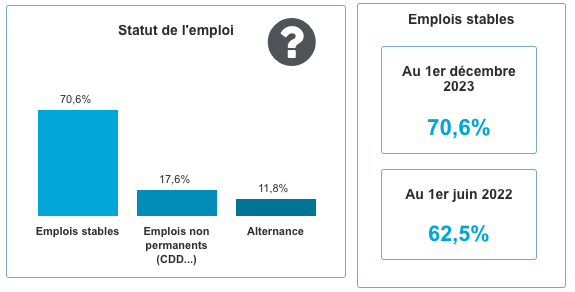 Statut de l'emploi
?
70,6%
17,6%
11,8%
Emplois stables
Emplois non
permanents
(CDD...)
Alternance
Emplois stables
Au 1er décembre
2023
70,6%
Au 1er juin 2022
62,5%